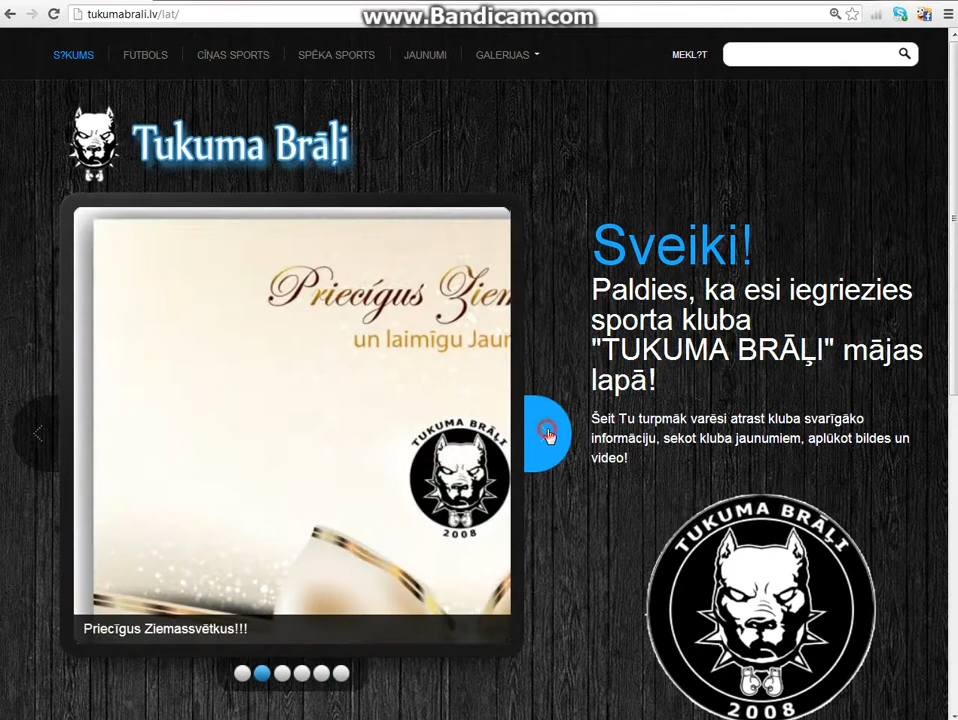 tukumabrali.lv/lat/
www.Bandicam.com
S?KUMS
FUTBOLS
CĪŅAS SPORTS
SPĒKA SPORTS
JAUNUMI
GALERIJAS
MEKL?T
Tukuma Brāļi
Priecígus Ziem
un laimīgu Jaun
TUKUMA BRĀĻI
2008
Priecīgus Ziemassvētkus!!!
Sveiki!
Paldies, ka esi iegriezies
sporta kluba
"TUKUMA BRĀĻI" mājas
lapā!
Šeit Tu turpmāk varēsi atrast kluba svarīgāko
informāciju, sekot kluba jaunumiem, aplūkot bildes un
video!
TUKUMA BRĀĻI
2008